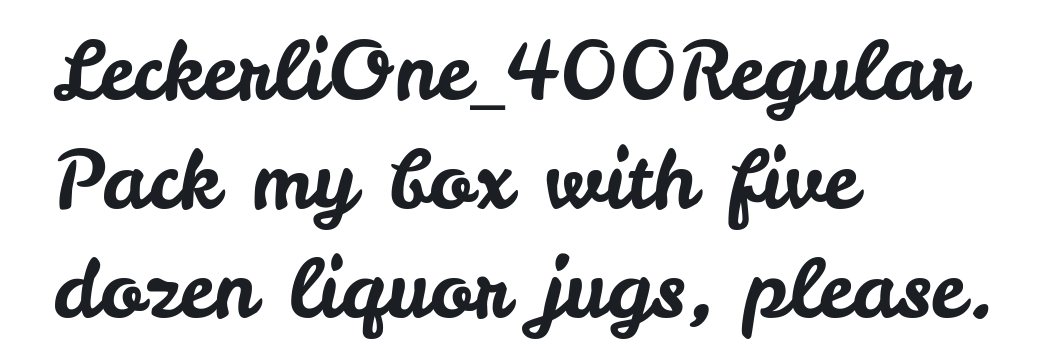 LeckerliOne_400Regular
Pack my box with five
dozen liquor jugs, please.